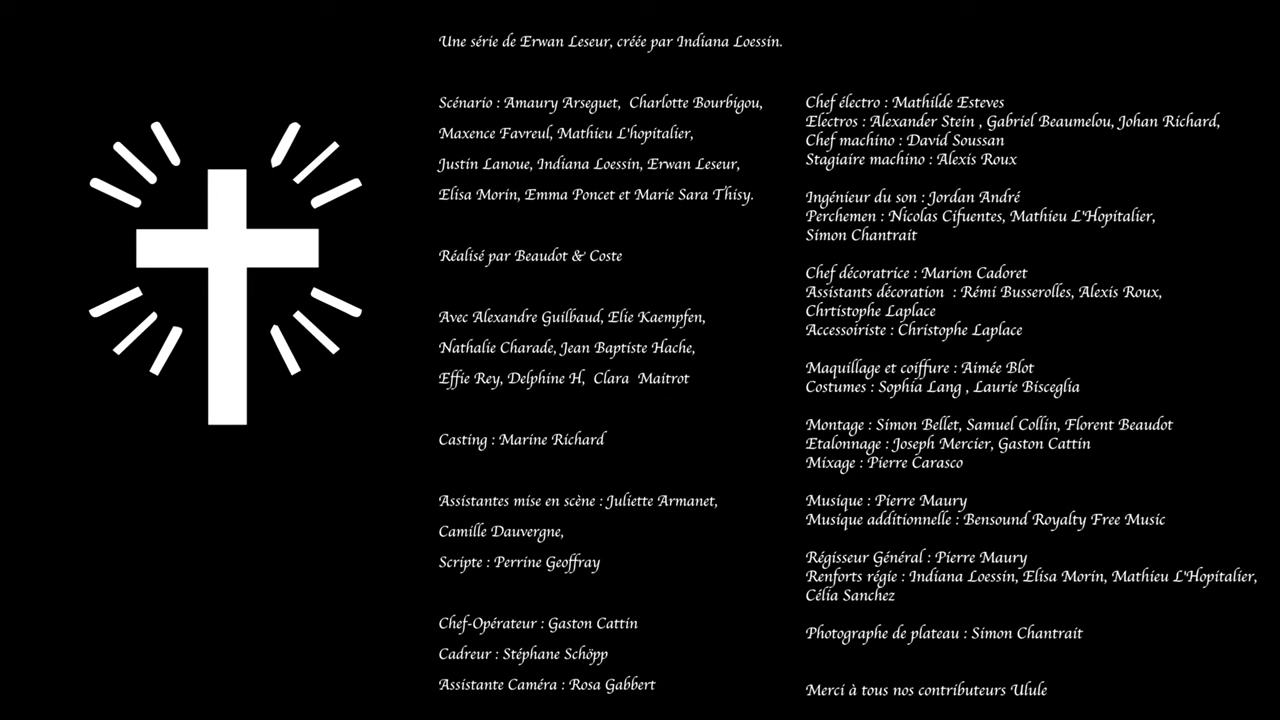 Une série de Erwan Leseur, créée par Indiana Loessin.
Scénario : Amaury Arseguet, Charlotte Bourbigou,
Maxence Favreul, Mathieu L'hopitalier,
Justin Lanoue, Indiana Loessin, Erwan Leseur,
Elisa Morin, Emma Poncet et Marie Sara Thisy.
Réalisé par Beaudot & Coste
Avec Alexandre Guilbaud, Elie Kaempfen,
Nathalie Charade, Jean Baptiste Hache,
Effie Rey, Delphine H, Clara Maitrot
Casting : Marine Richard
Assistantes mise en scène : Juliette Armanet,
Camille Dauvergne,
Scripte : Perrine Geoffray
Chef-Opérateur : Gaston Cattin
Cadreur : Stéphane Schöpp
Assistante Caméra : Rosa Gabbert
Chef électro : Mathilde Esteves
Electros : Alexander Stein , Gabriel Beaumelou, Johan Richard,
Chef machino : David Soussan
Stagiaire machino : Alexis Roux
Ingénieur du son : Jordan André
Perchemen : Nicolas Cifuentes, Mathieu L'Hopitalier,
Simon Chantrait
Chef décoratrice : Marion Cadoret
Assistants décoration : Rémi Busserolles, Alexis Roux,
Chrtistophe Laplace
Accessoiriste : Christophe Laplace
Maquillage et coiffure : Aimée Blot
Costumes : Sophia Lang , Laurie Bisceglia
Montage : Simon Bellet, Samuel Collin, Florent Beaudot
Etalonnage : Joseph Mercier, Gaston Cattin
Mixage : Pierre Carasco
Musique : Pierre Maury
Musique additionnelle : Bensound Royalty Free Music
Régisseur Général : Pierre Maury
Renforts régie : Indiana Loessin, Elisa Morin, Mathieu L'Hopitalier,
Célia Sanchez
Photographe de plateau : Simon Chantrait
Merci à tous nos contributeurs Ulule